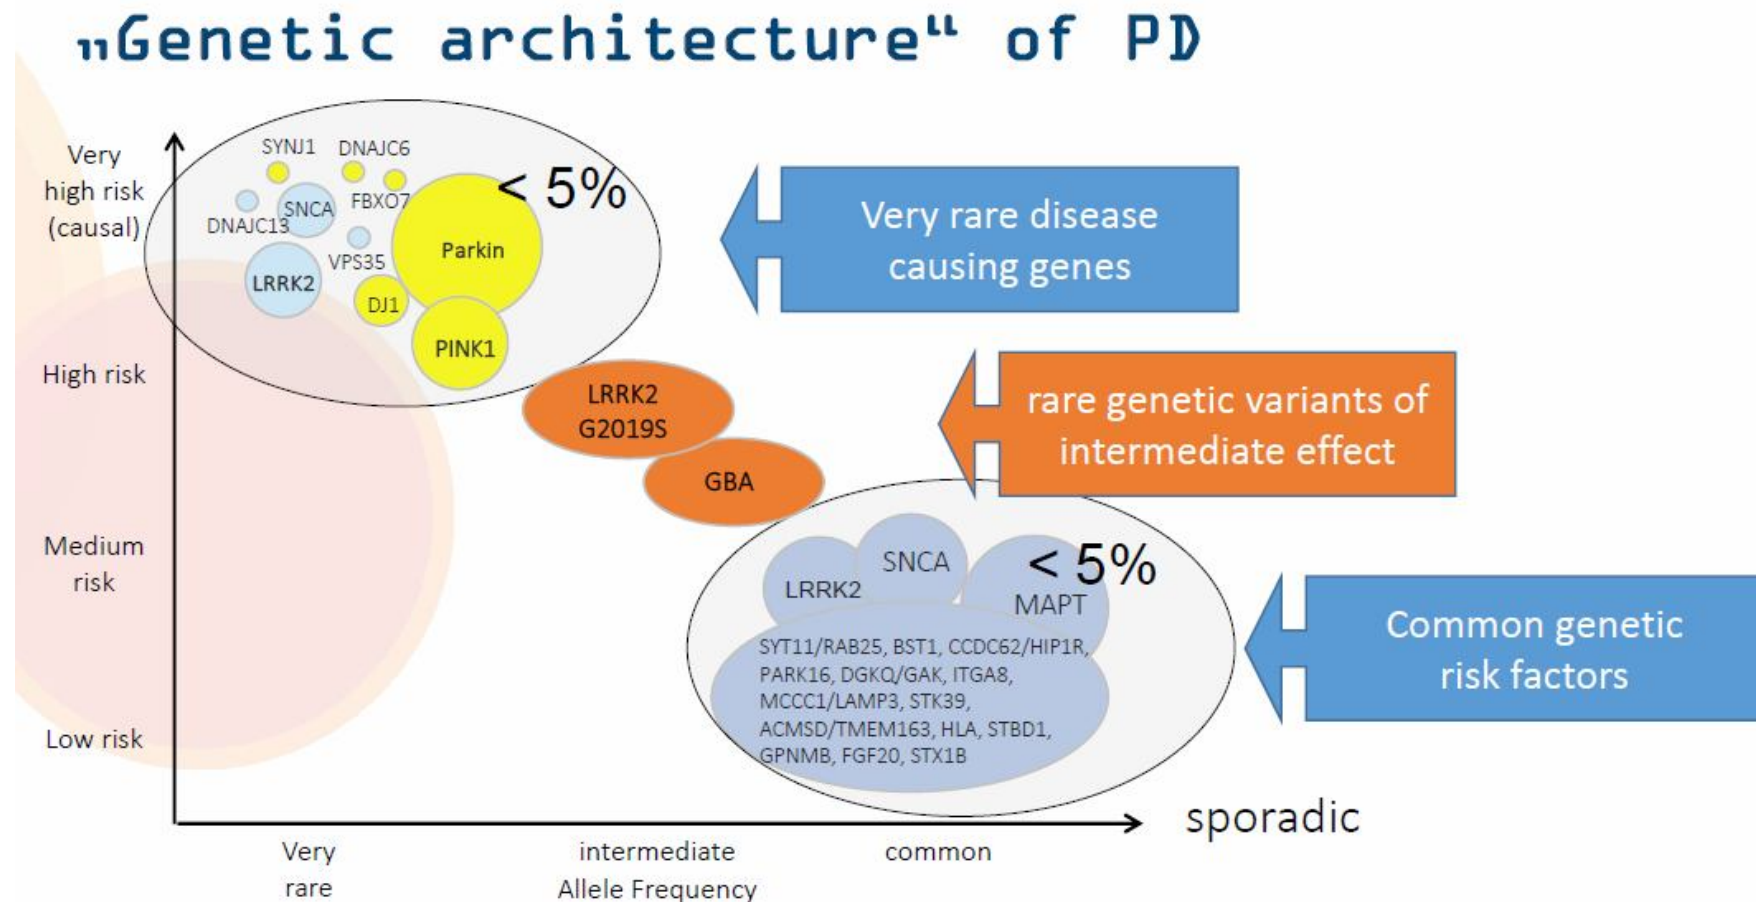 „Genetic architecture“ of PD
Very
high risk
(causal)
High risk
Medium
risk
Low risk
SYNJ1
DNAJC6
< 5%
SNCA
FBXO7
DNAJC13
VPS35
Parkin
LRRK2
DJ1
PINK1
Very rare disease
causing genes
LRRK2
G2019S
GBA
rare genetic variants of
intermediate effect
SNCA
LRRK2
< 5%
MAPT
SYT11/RAB25, BST1, CCDC62/HIP1R,
PARK16, DGKQ/GAK, ITGA8,
MCCC1/LAMP3, STK39,
ACMSD/TMEM163, HLA, STBD1,
GPNMB, FGF20, STX1B
Common genetic
risk factors
sporadic
Very
rare
intermediate
common
Allele Frequency